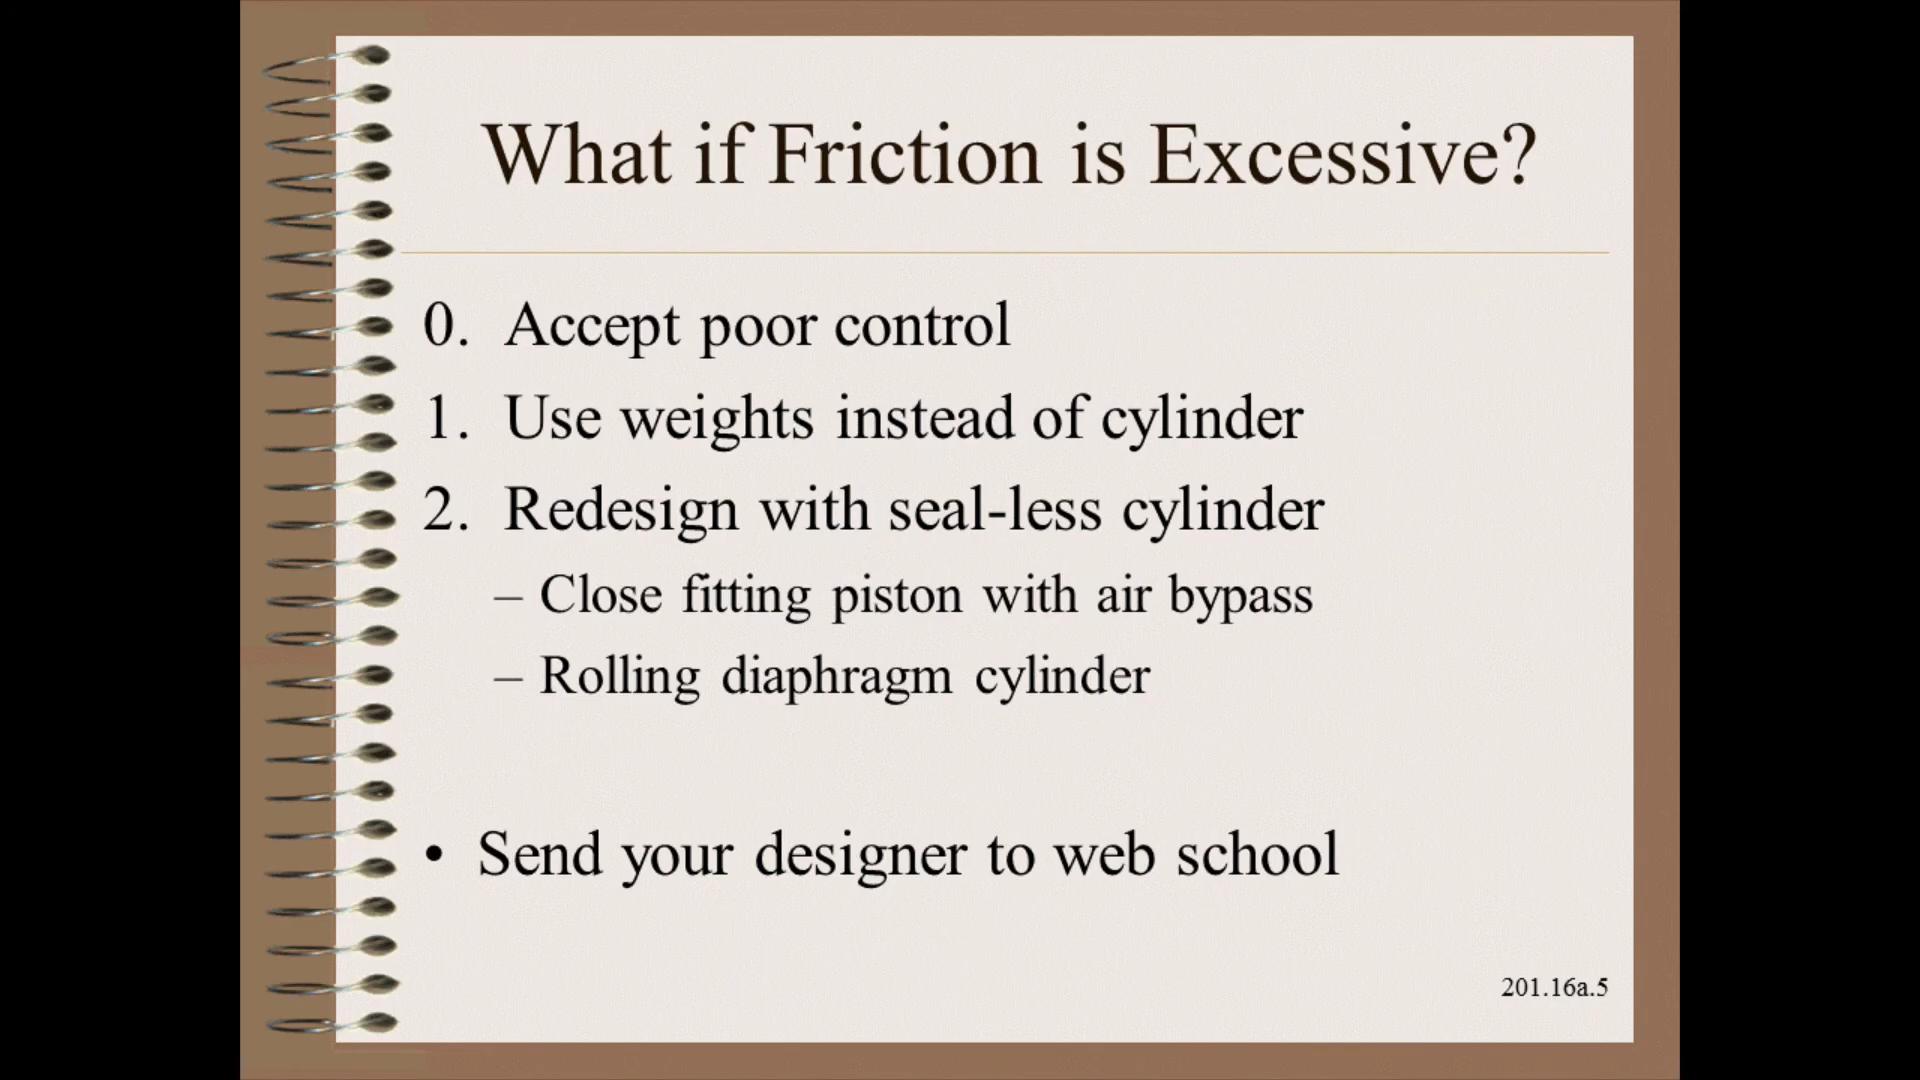 What if Friction is Excessive?
0. Accept poor control
1. Use weights instead of cylinder
2. Redesign with seal-less cylinder
– Close fitting piston with air bypass
– Rolling diaphragm cylinder
• Send your designer to web school
201.16a.5